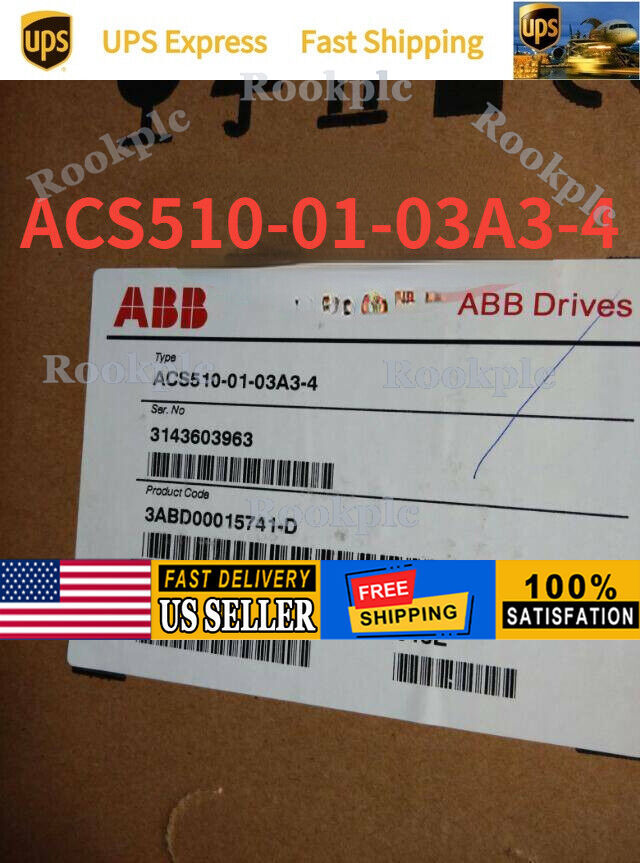 ups
UPS Express Fast Shipping
ups
Rookplc
Rookplc
Rookplc
ACS510-01-03A3-4
ABB
ABB Drives
Type
ACS510-01-03A3-4
Rookplc
Rookplc
Ser. No
3143603963
Product Code
3ABD00015741-D
Rookplc
FAST DELIVERY
US SELLER
FREE
SHIPPING
100%
SATISFATION
Rookplc
Rookplc